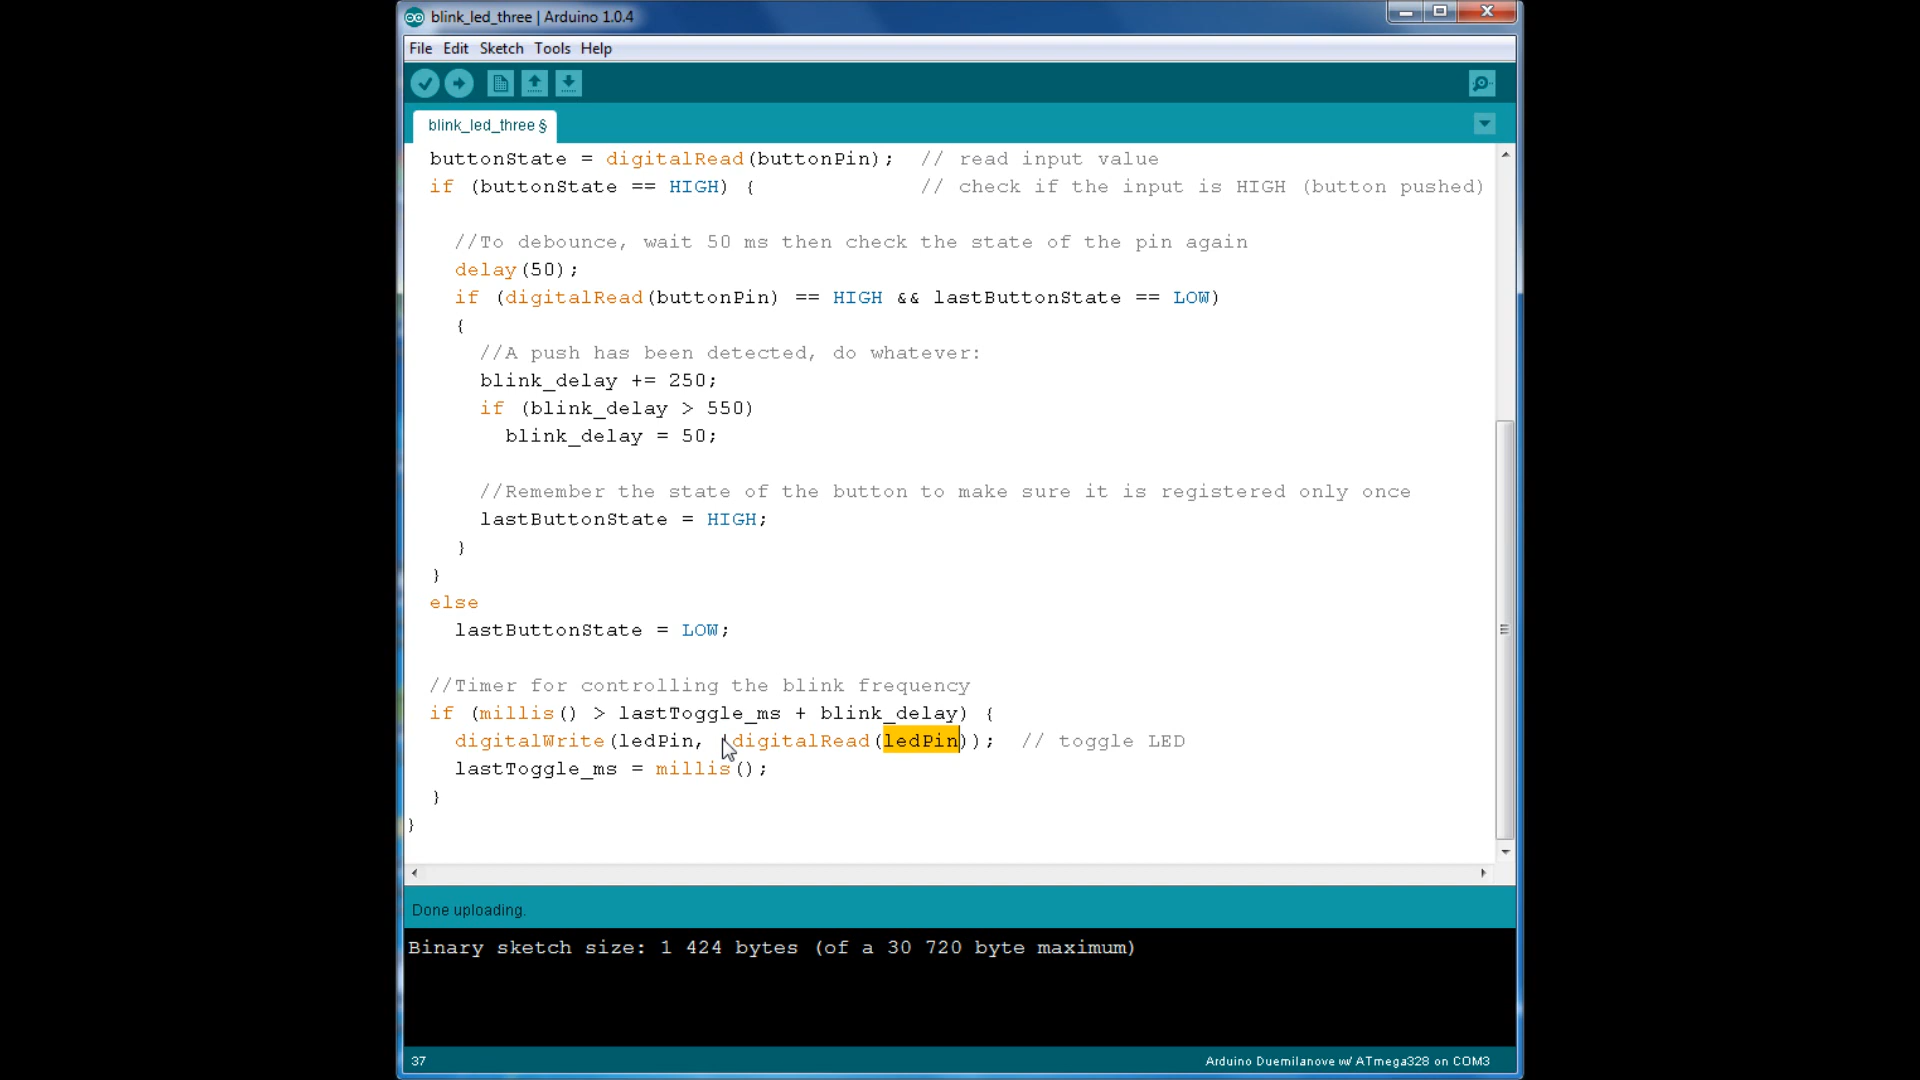 blink_led_three | Arduino 1.0.4
File Edit Sketch Tools Help
blink_led_three §
buttonState = digitalRead(buttonPin);  // read input value
if (buttonState == HIGH) {             // check if the input is HIGH (button pushed)
//To debounce, wait 50 ms then check the state of the pin again
delay(50);
if (digitalRead(buttonPin) == HIGH && lastButtonState == LOW)
{
//A push has been detected, do whatever:
blink_delay += 250;
if (blink_delay > 550)
blink_delay = 50;
//Remember the state of the button to make sure it is registered only once
lastButtonState = HIGH;
}
}
else
lastButtonState = LOW;
//Timer for controlling the blink frequency
if (millis() > lastToggle_ms + blink_delay) {
digitalWrite(ledPin, !digitalRead(ledPin));  // toggle LED
lastToggle_ms = millis();
}
}
Done uploading.
Binary sketch size: 1 424 bytes (of a 30 720 byte maximum)
37
Arduino Duemilanove w/ ATmega328 on COM3